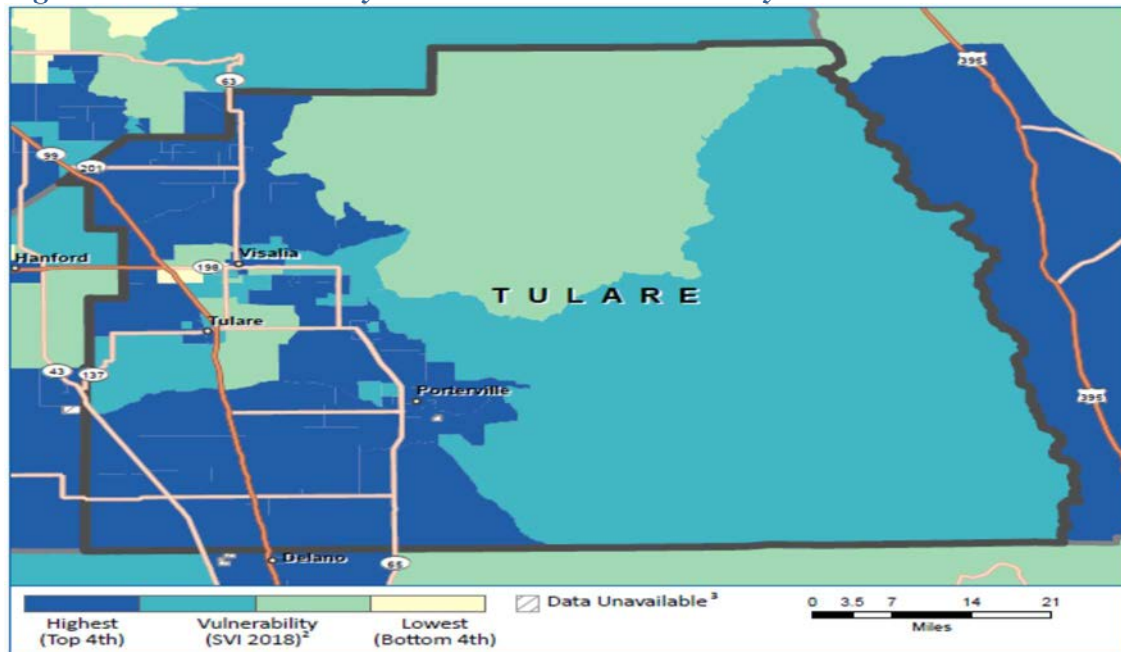 63
395
99
201
Hanford
198
Visalia
TULARE
Tulare
43
137
Porterville
395
Delano
65
Highest
(Top 4th)
Vulnerability
(SVI 2018)²
Lowest
(Bottom 4th)
Data Unavailable³
0 3.5 7 14 21
Miles